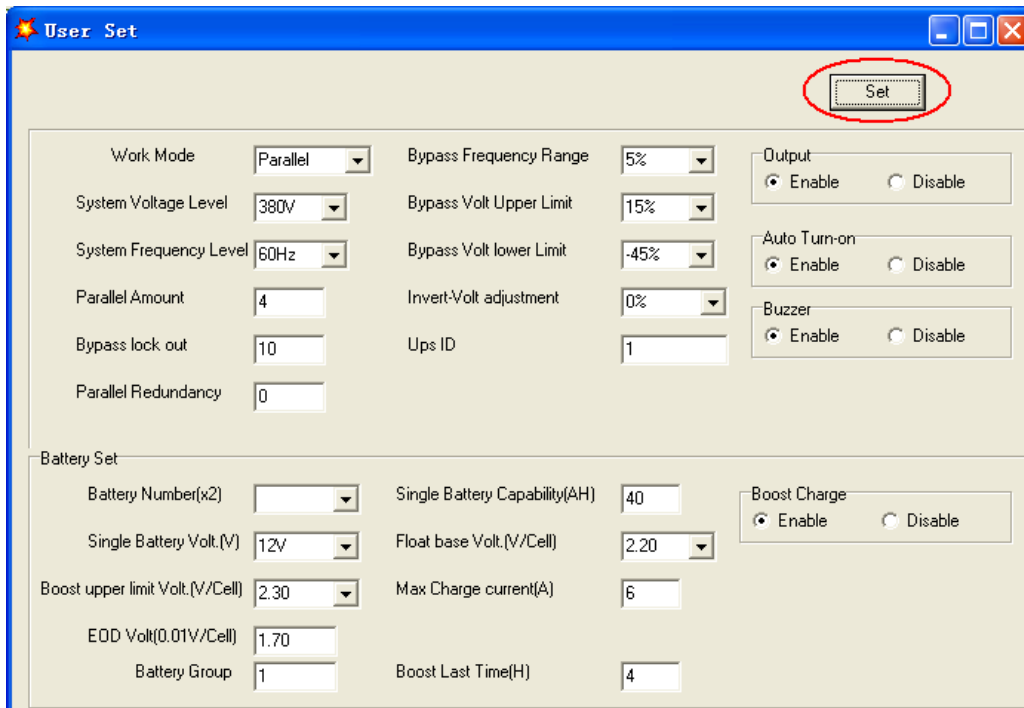 User Set
Set
Work Mode Parallel Bypass Frequency Range 5% Output
Enable Disable
System Voltage Level 380V Bypass Volt Upper Limit 15%
Auto Turn-on
System Frequency Level 60Hz Bypass Volt lower Limit -45% Enable Disable
Parallel Amount 4 Invert-Volt adjustment 0% Buzzer
Bypass lock out 10 Ups ID 1 Enable Disable
Parallel Redundancy 0
Battery Set
Battery Number(x2) Single Battery Capability(AH) 40 Boost Charge
Enable Disable
Single Battery Volt.(V) 12V Float base Volt.(V/Cell) 2.20
Boost upper limit Volt.(V/Cell) 2.30 Max Charge current(A) 6
EOD Volt(0.01V/Cell) 1.70
Battery Group 1 Boost Last Time(H) 4